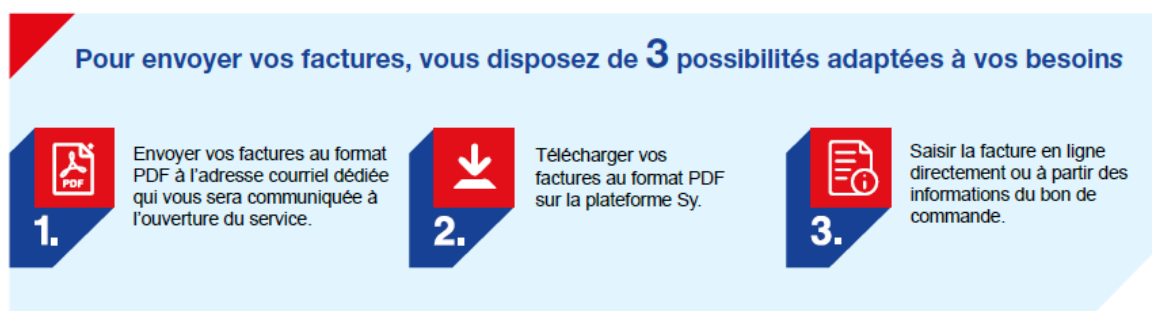 Pour envoyer vos factures, vous disposez de 3 possibilités adaptées à vos besoins
PDF
1.
Envoyer vos factures au format
PDF à l'adresse courriel dédiée
qui vous sera communiquée à
l'ouverture du service.
2.
Télécharger vos
factures au format PDF
sur la plateforme Sy.
3.
Saisir la facture en ligne
directement ou à partir des
informations du bon de
commande.